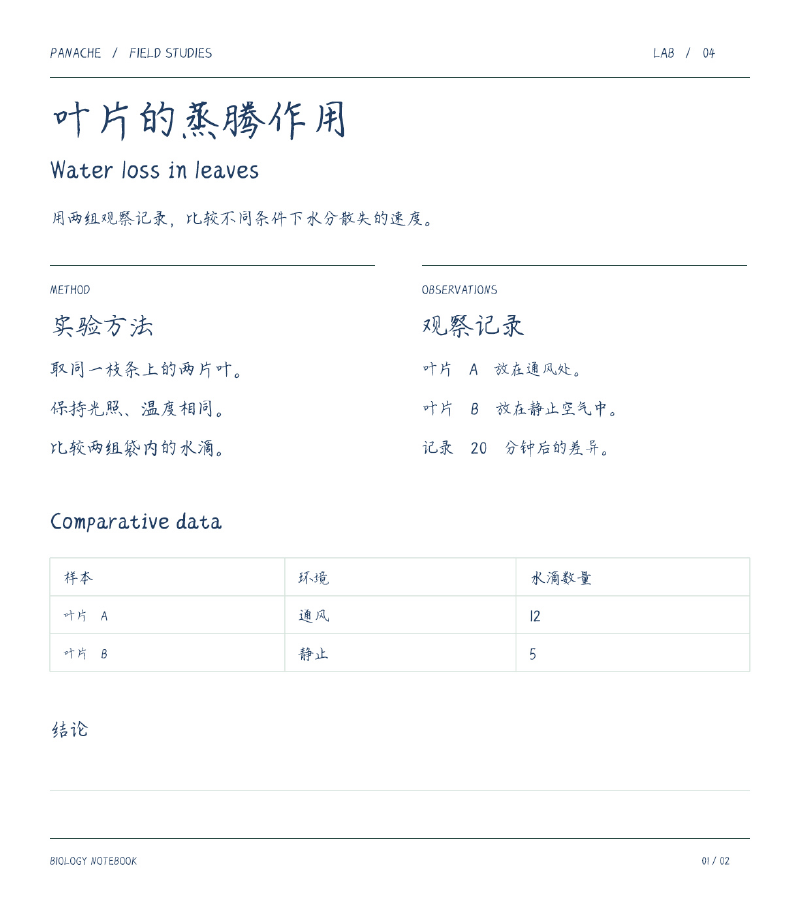 PANACHE / FIELD STUDIES
LAB / 04
叶片的蒸腾作用
Water loss in leaves
用两组观察记录，比较不同条件下水分散失的速度。
METHOD
实验方法
取同一枝条上的两片叶。
保持光照、温度相同。
比较两组袋内的水滴。
OBSERVATIONS
观察记录
叶片 A 放在通风处。
叶片 B 放在静止空气中。
记录 20 分钟后的差异。
Comparative data
样本 环境 水滴数量
叶片 A 通风 12
叶片 B 静止 5
结论
BIOLOGY NOTEBOOK
01 / 02